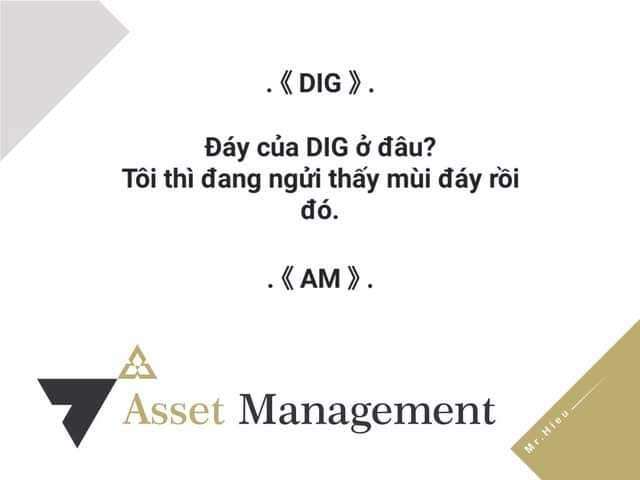 .《 DIG 》.
Đáy của DIG ở đâu?
Tôi thì đang ngửi thấy mùi đáy rồi
đó.
.《 AM 》.
Asset Management
Mr.Hieu